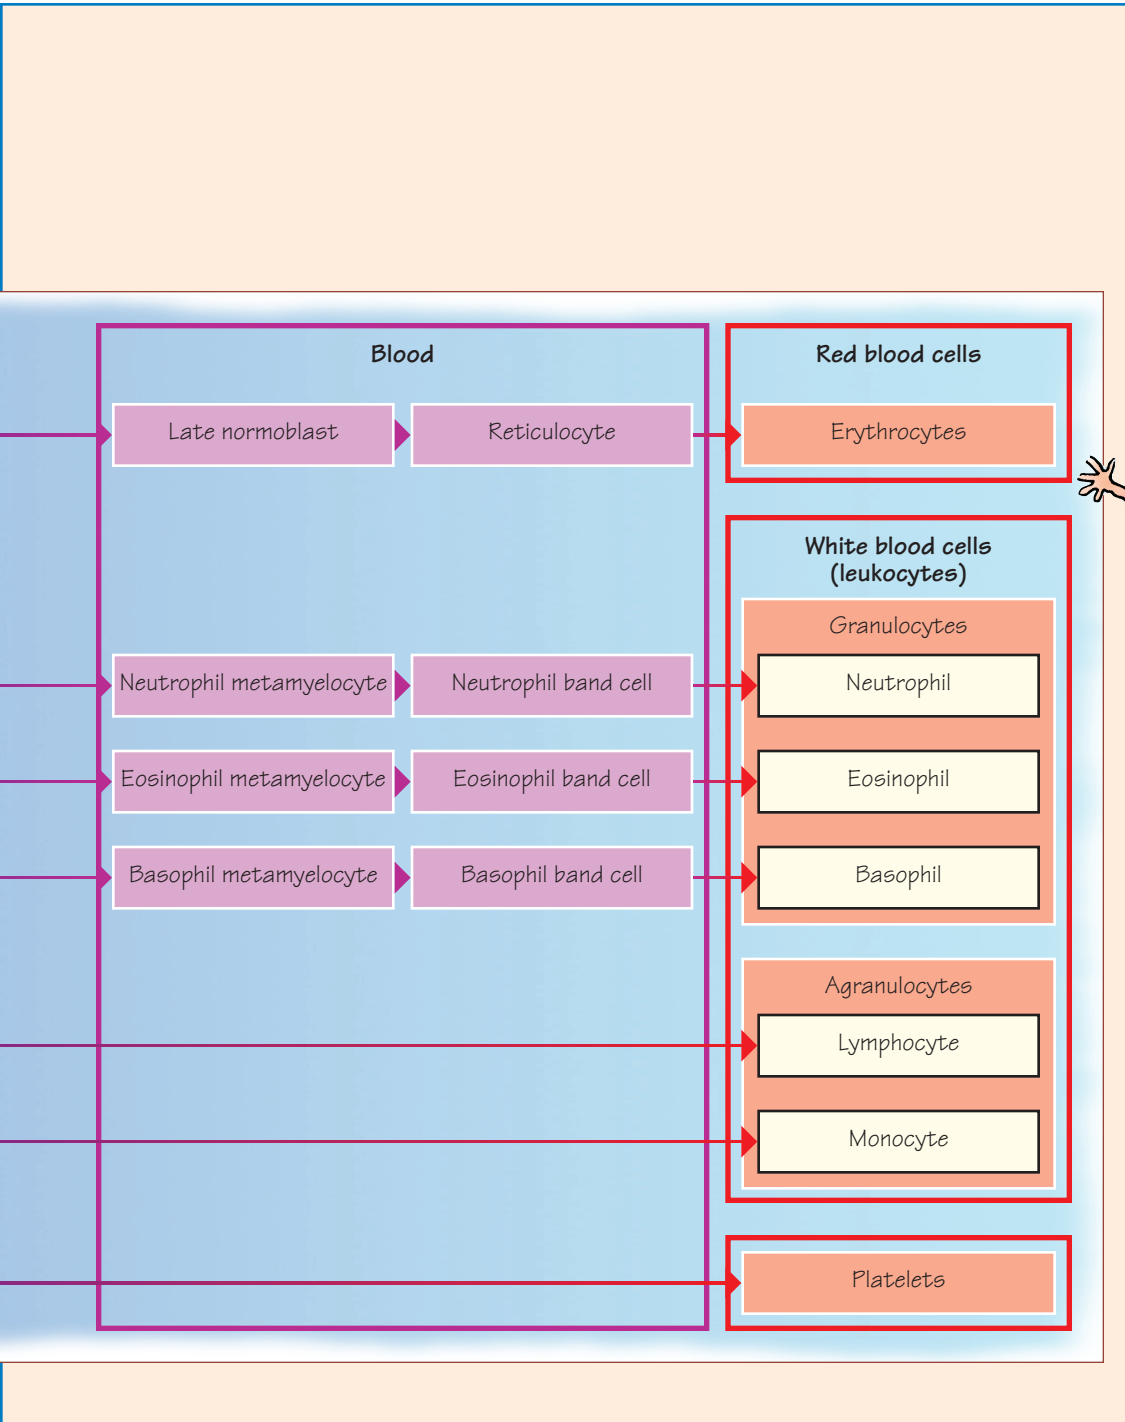 Blood
Red blood cells
Late normoblast
Reticulocyte
Erythrocytes
White blood cells
(leukocytes)
Granulocytes
Neutrophil metamyelocyte
Neutrophil band cell
Neutrophil
Eosinophil metamyelocyte
Eosinophil band cell
Eosinophil
Basophil metamyelocyte
Basophil band cell
Basophil
Agranulocytes
Lymphocyte
Monocyte
Platelets